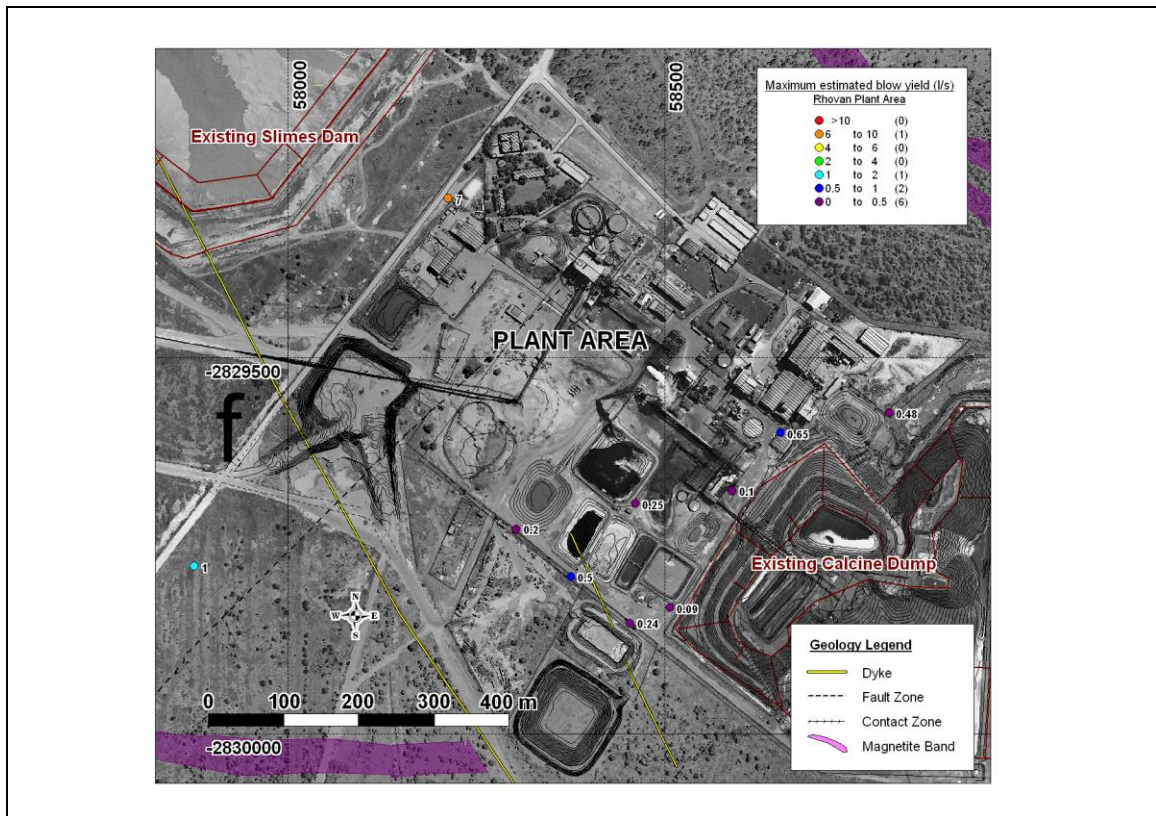 58000
58500
Maximum estimated blow yield (l/s)
Rhovan Plant Area
>10 (0)
6 to 10 (1)
4 to 6 (0)
2 to 4 (0)
1 to 2 (1)
0.5 to 1 (2)
0 to 0.5 (6)
Existing Slimes Dam
7
PLANT AREA
-2829500
f
0.48
0.65
0.1
0.25
0.2
Existing Calcine Dump
1
0.5
0.09
0.24
N
W E
S
Geology Legend
Dyke
Fault Zone
Contact Zone
Magnetite Band
0 100 200 300 400 m
-2830000